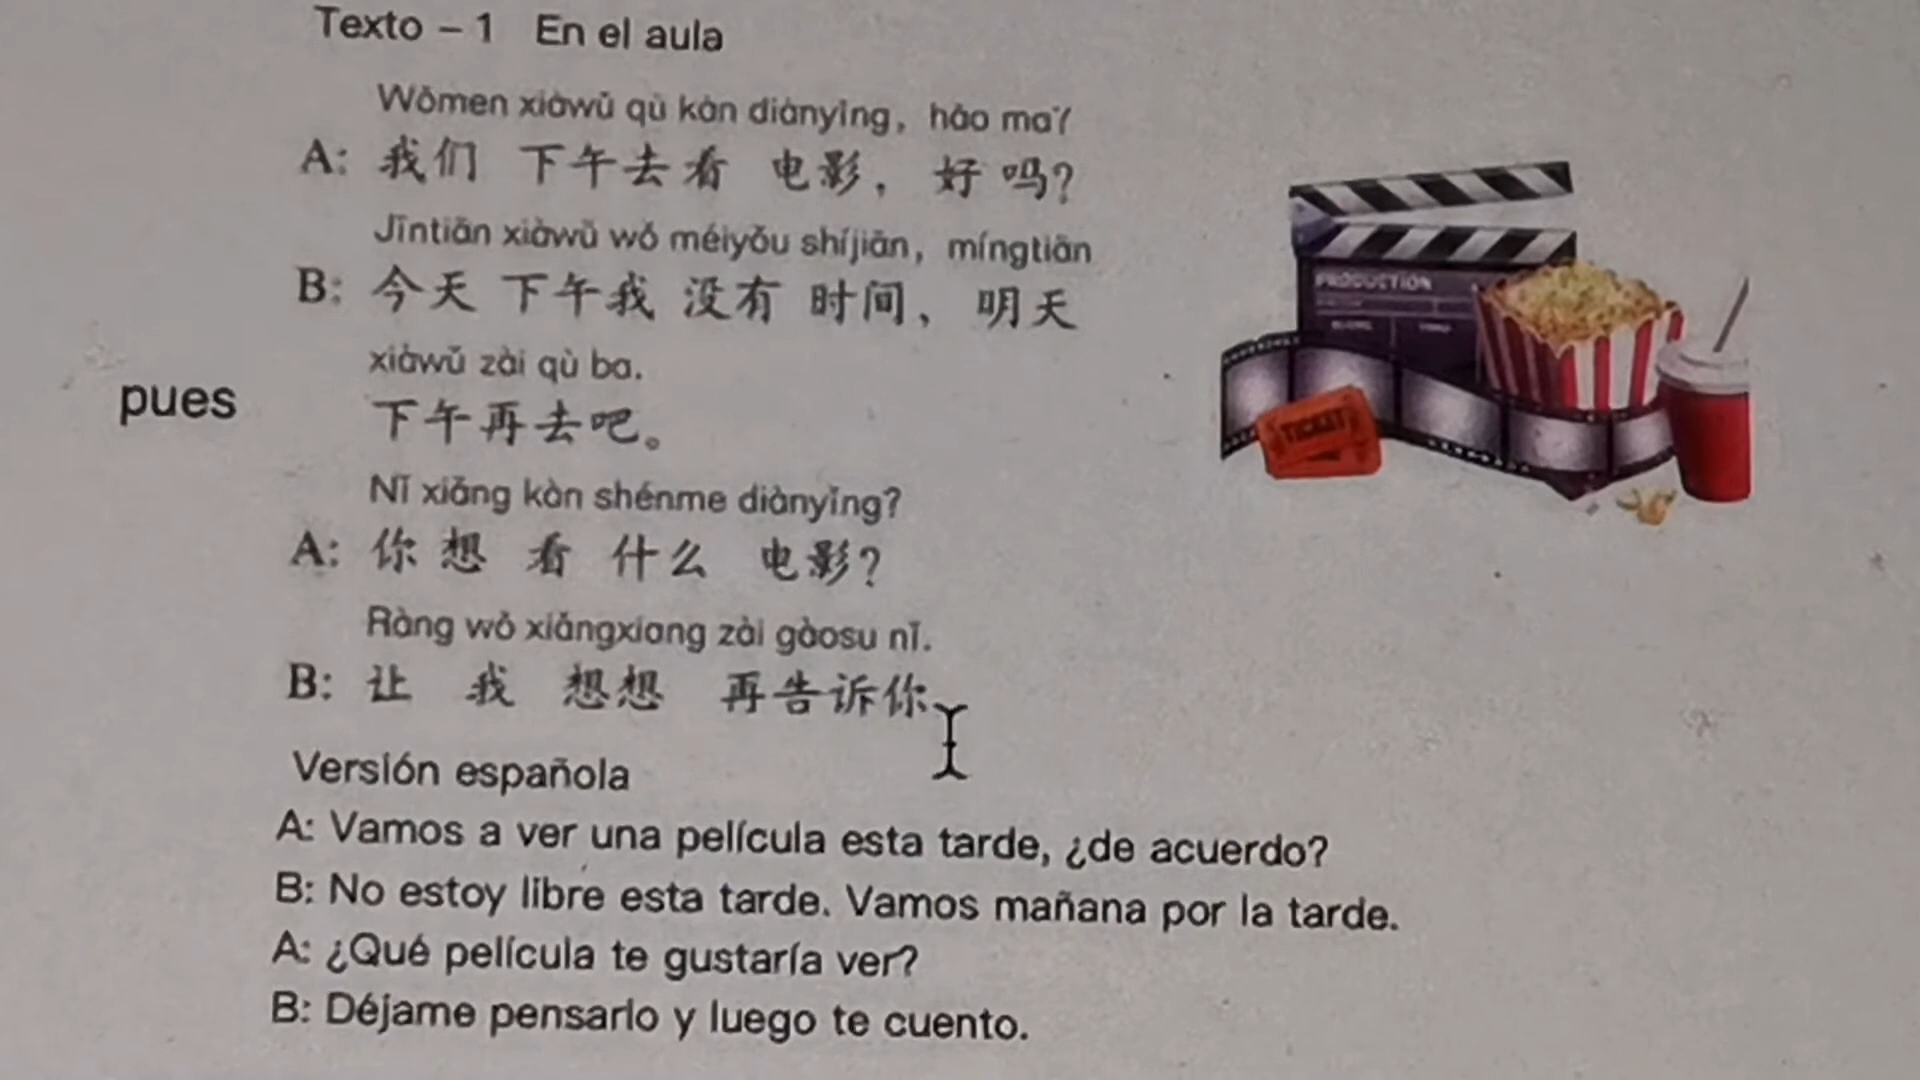 Texto – 1 En el aula
Wǒmen xiàwǔ qù kàn diànyǐng, hǎo ma?
A: 我们 下午去看 电影, 好 吗?
Jīntiān xiàwǔ wǒ méiyǒu shíjiān, míngtiān
B: 今天 下午我 没有 时间、 明天
xiàwǔ zài qù ba.
pues
下午再去吧。
Nǐ xiǎng kàn shénme diànyǐng?
A: 你 想 看 什么 电影?
Ràng wǒ xiǎngxiang zài gàosu nǐ.
B: 让 我 想想 再告诉你
Versión española
A: Vamos a ver una película esta tarde, ¿de acuerdo?
B: No estoy libre esta tarde. Vamos mañana por la tarde.
A: ¿Qué película te gustaría ver?
B: Déjame pensarlo y luego te cuento.
PRODUCTION
TICKET